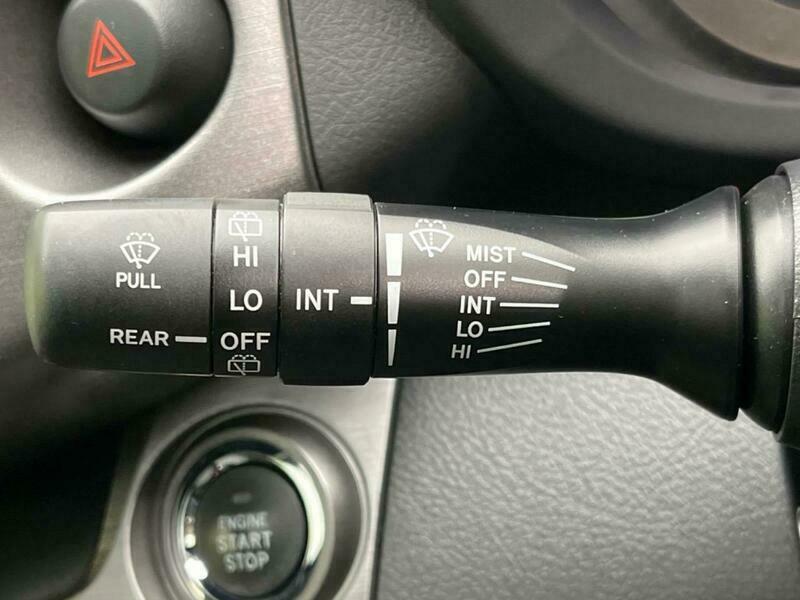 PULL
REAR
HI
LO
OFF
INT
MIST
OFF
INT
LO
HI
ENGINE
START
STOP